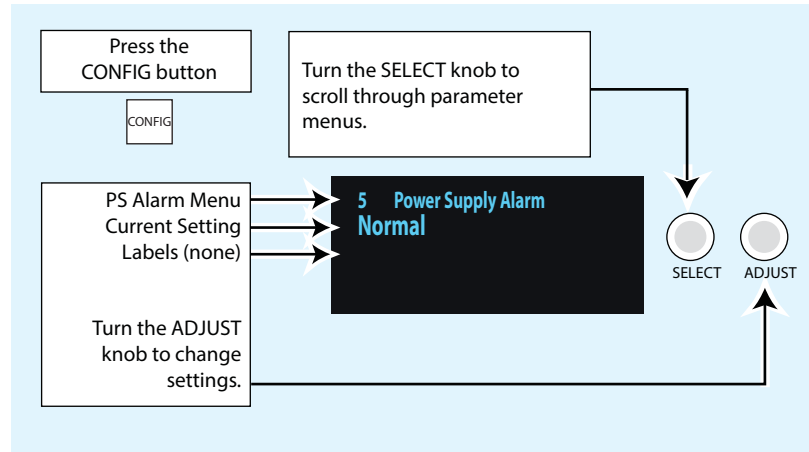 Press the
CONFIG button
CONFIG
Turn the SELECT knob to
scroll through parameter
menus.
PS Alarm Menu
Current Setting
Labels (none)
Turn the ADJUST
knob to change
settings.
5 Power Supply Alarm
Normal
SELECT ADJUST